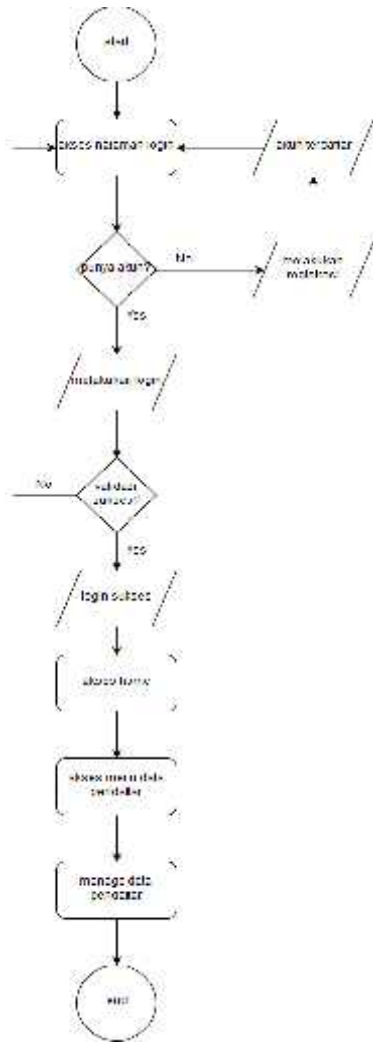 start
akses halaman login
akun terdaftar
punya akun?
No
melakukan
registrasi
Yes
melakukan login
validasi
sukses?
No
Yes
login sukses
akses home
akses menu data
pendaftar
manage data
pendaftar
end